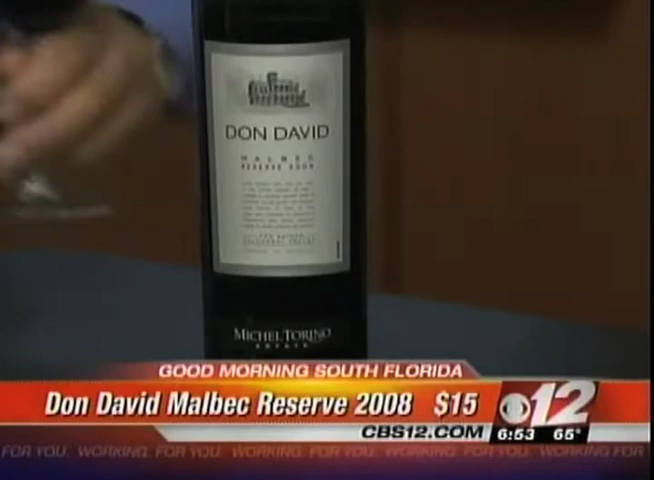 DON DAVID
MALBEC
RESERVE 2008
MICHEL TORINO
ESTATE
GOOD MORNING SOUTH FLORIDA
Don David Malbec Reserve 2008 $15
12
CBS12.COM 6:53 65°
FOR YOU. WORKING FOR YOU. WORKING FOR YOU. WORKING FOR YOU. WORKING FOR